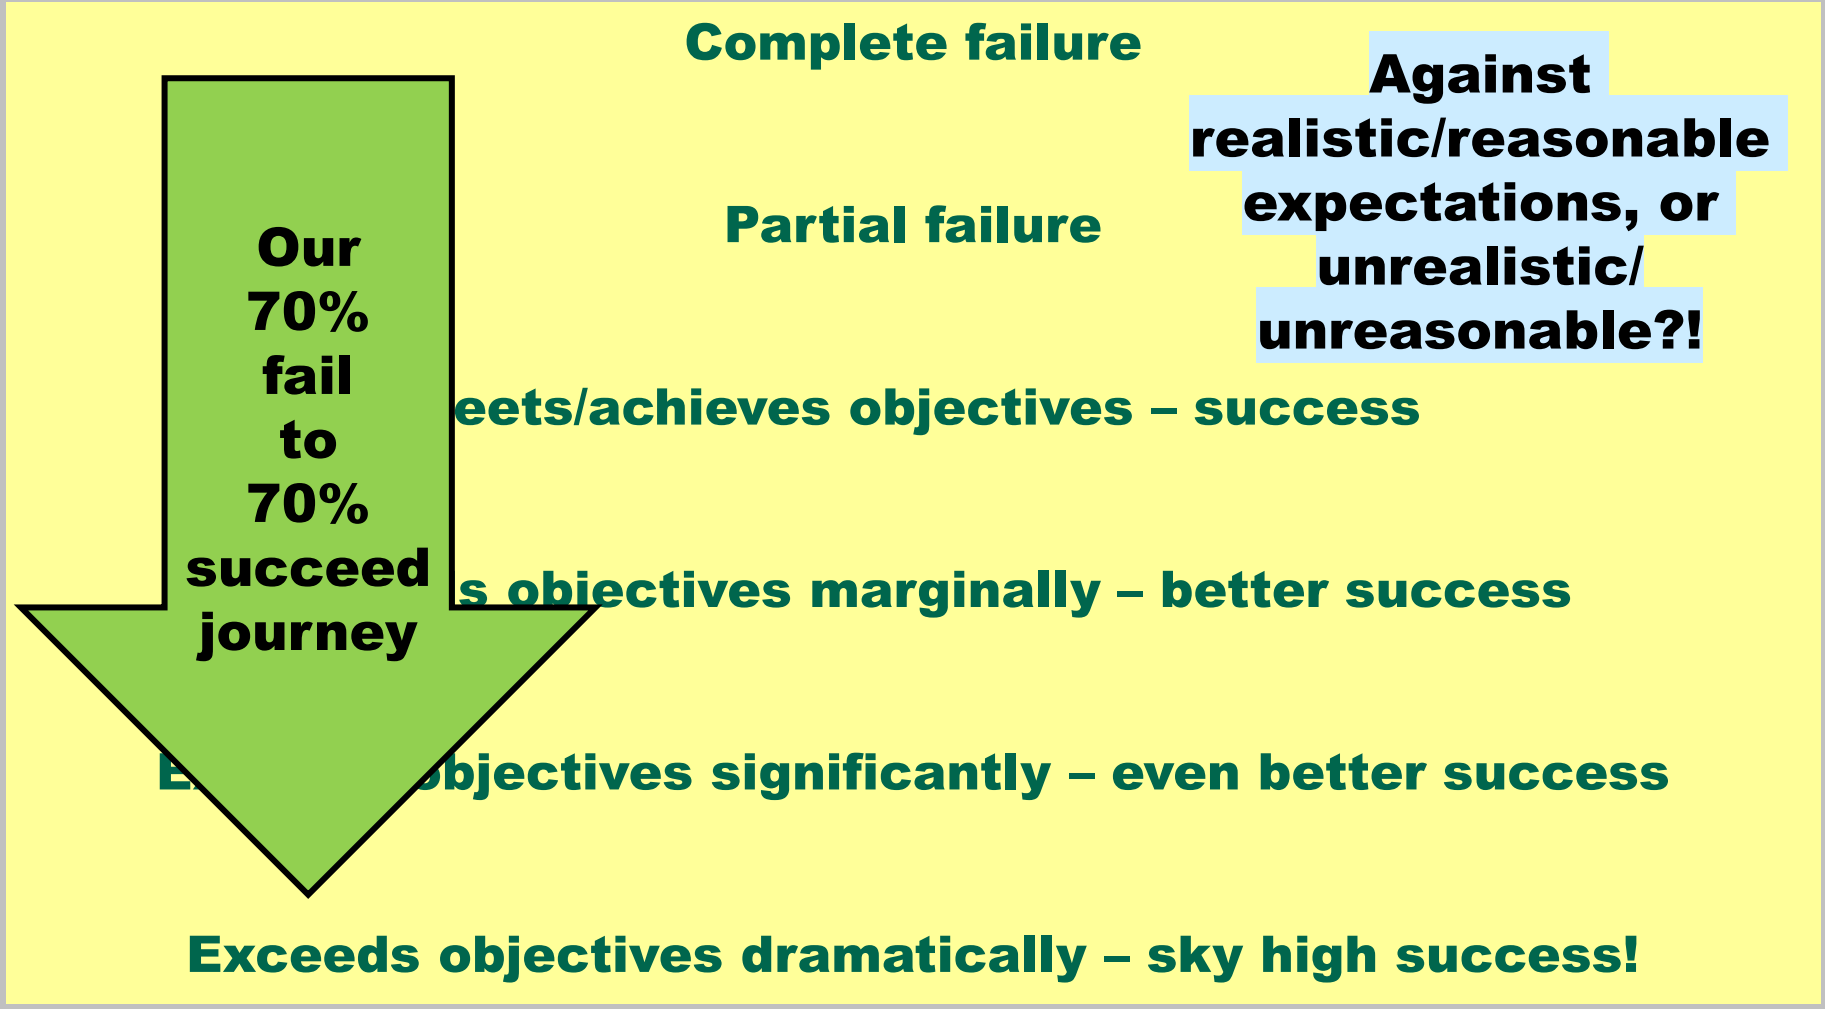 Complete failure
Against
realistic/reasonable
expectations, or
unrealistic/
unreasonable?!
Partial failure
Our
70%
fail
to
70%
succeed
journey
eets/achieves objectives – success
s objectives marginally – better success
objectives significantly – even better success
Exceeds objectives dramatically – sky high success!